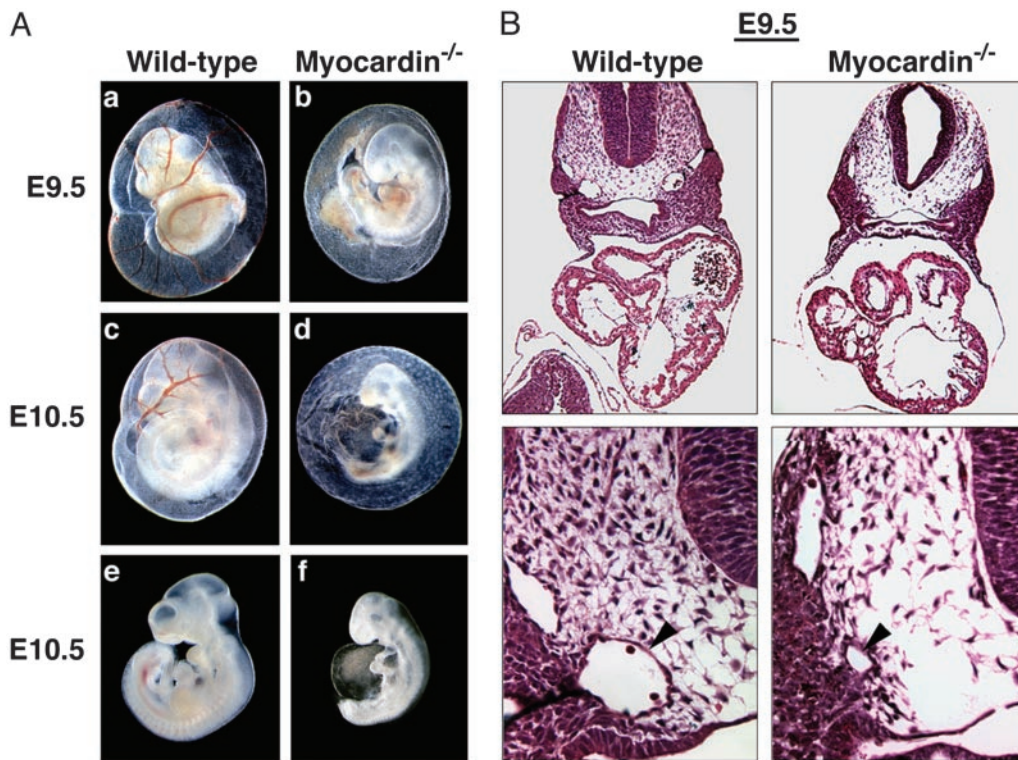 A
Wild-type Myocardin-/-
a b
E9.5
c d
E10.5
e f
E10.5
B
E9.5
Wild-type Myocardin-/-